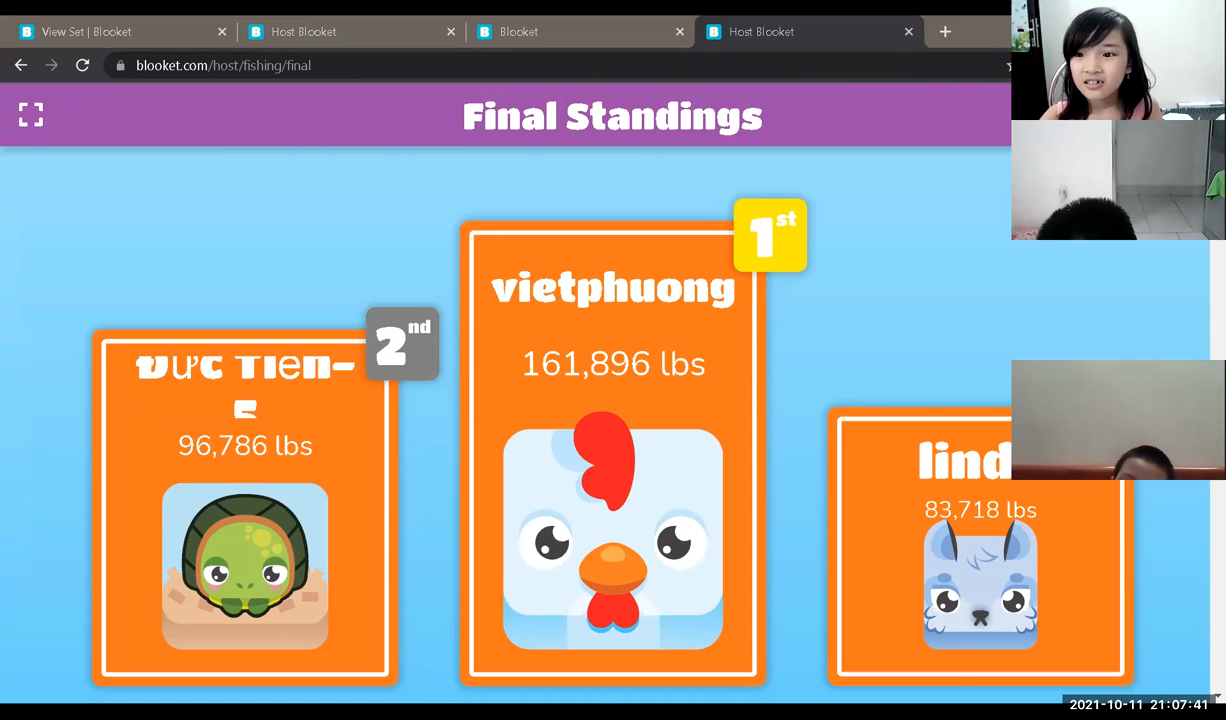 View Set | Blooket
Host Blooket
Blooket
Host Blooket
blooket.com/host/fishing/final
Final Standings
1st
vietphuong
161,896 lbs
2nd
96,786 lbs
83,718 lbs
2021-10-11 21:07:41